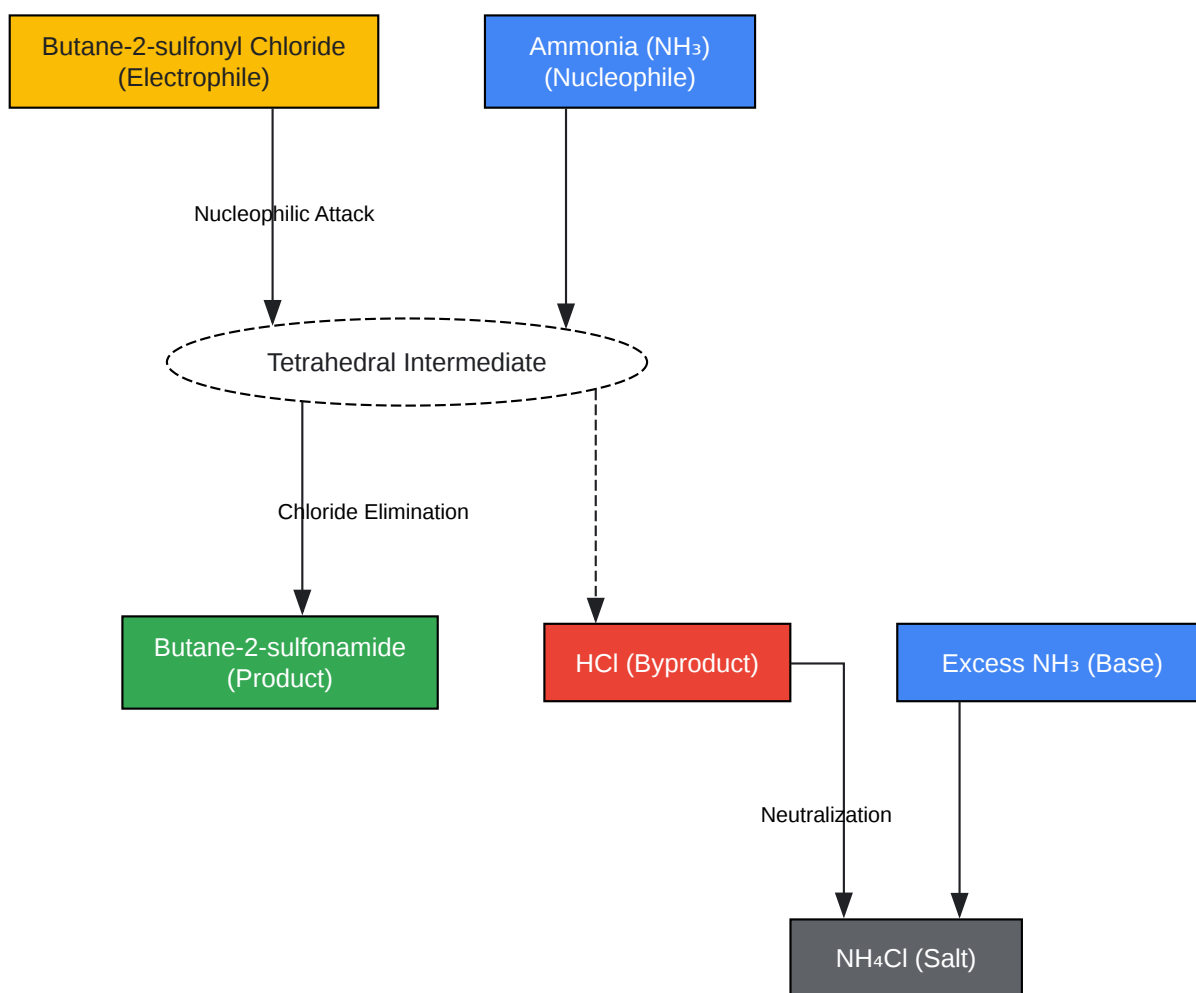 Butane-2-sulfonyl Chloride
(Electrophile)
Ammonia (NH₃)
(Nucleophile)
Nucleophilic Attack
Tetrahedral Intermediate
Chloride Elimination
Butane-2-sulfonamide
(Product)
HCl (Byproduct)
Excess NH₃ (Base)
Neutralization
NH₄Cl (Salt)